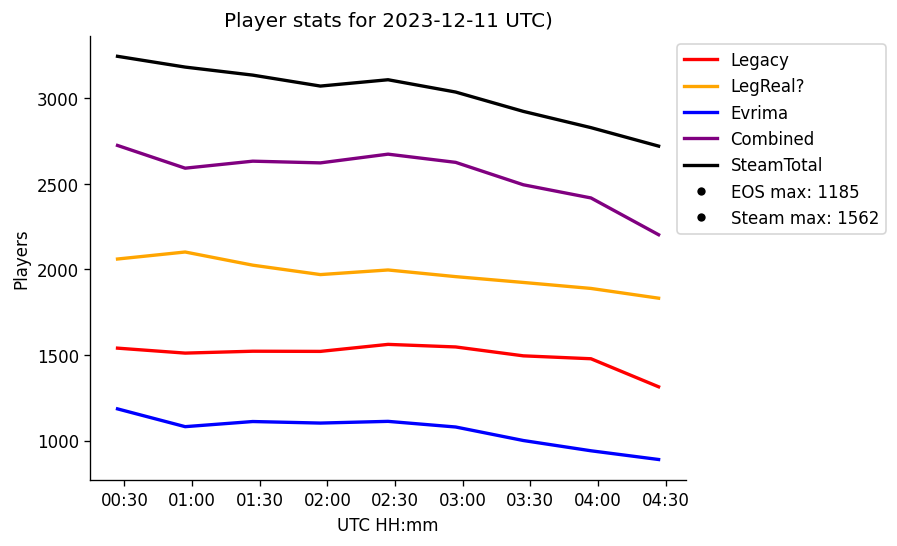 Player stats for 2023-12-11 UTC)
Legacy
LegReal?
Evrima
Combined
SteamTotal
EOS max: 1185
Steam max: 1562
Players
3000
2500
2000
1500
1000
00:30 01:00 01:30 02:00 02:30 03:00 03:30 04:00 04:30
UTC HH:mm